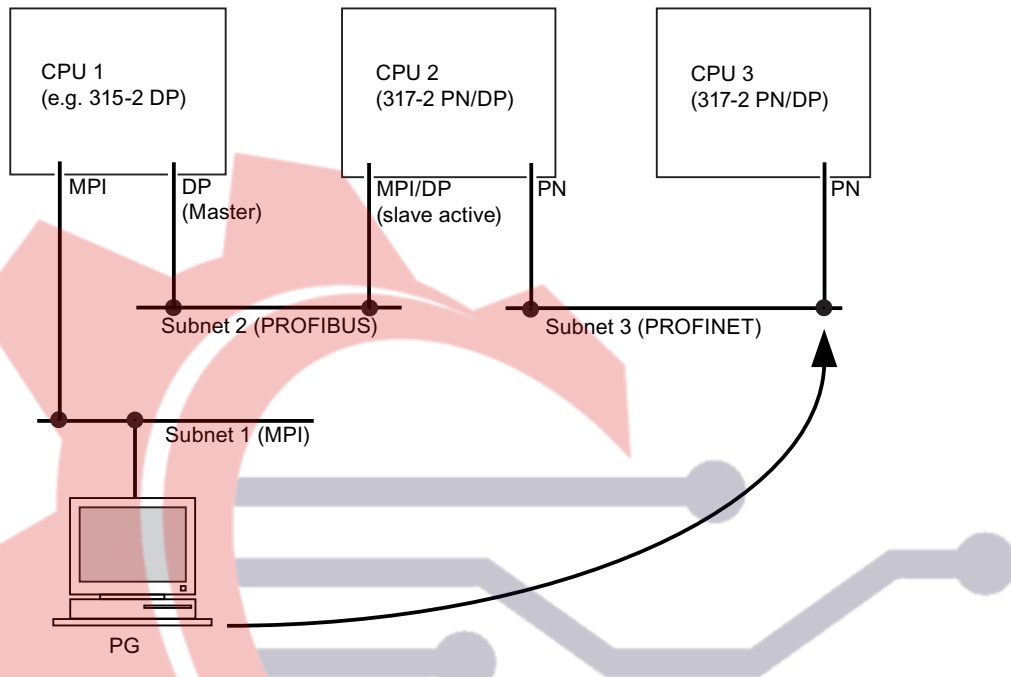 CPU 1
(e.g. 315-2 DP)
CPU 2
(317-2 PN/DP)
CPU 3
(317-2 PN/DP)
MPI
DP
(Master)
MPI/DP
(slave active)
PN
PN
Subnet 2 (PROFIBUS)
Subnet 3 (PROFINET)
Subnet 1 (MPI)
PG